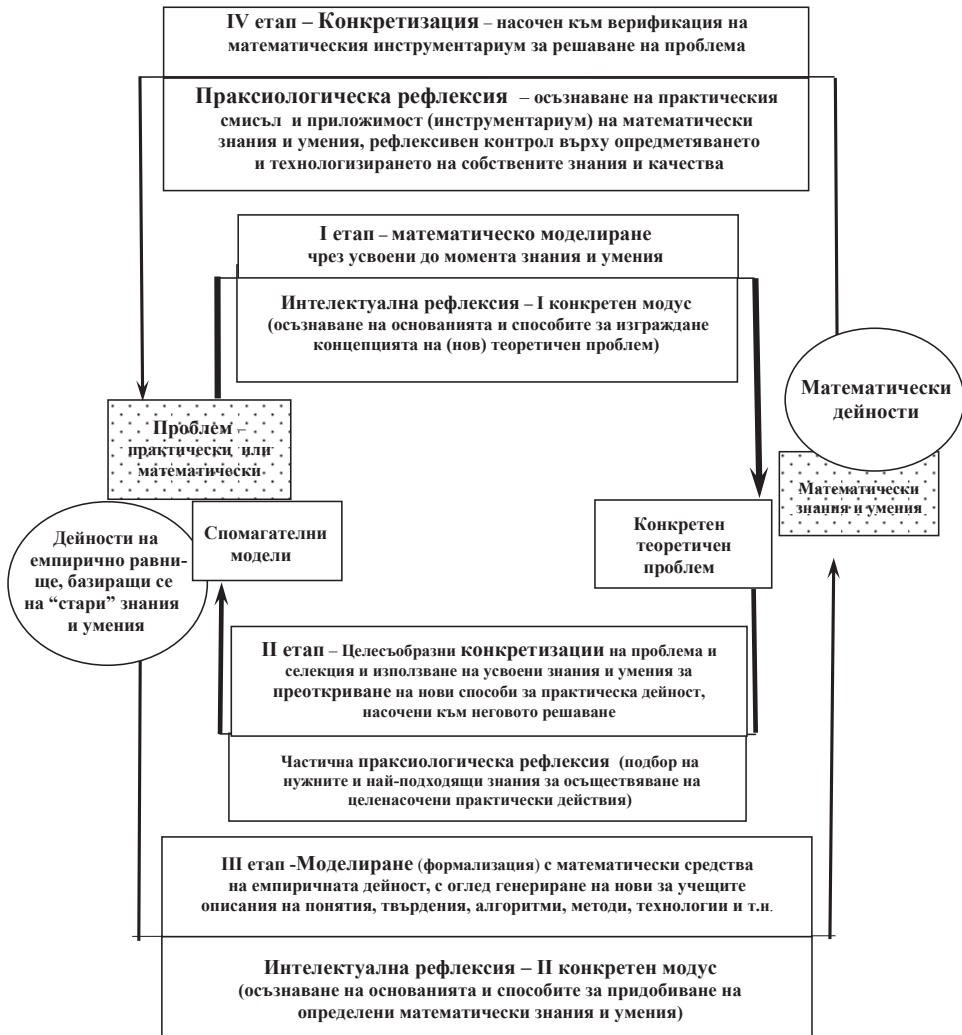 IV етап – Конкретизация – насочен към верификация на
математическия инструментариум за решаване на проблема
Праксиологическа рефлексия – осъзнаване на практическия
смисъл и приложимост (инструментариум) на математически
знания и умения, рефлексивен контрол върху опредметяването
и технологизирането на собствените знания и качества
I етап – математическо моделиране
чрез усвоени до момента знания и умения
Интелектуална рефлексия – I конкретен модус
(осъзнаване на основанията и способите за изграждане
концепцията на (нов) теоретичен проблем)
Математически
дейности
Проблем –
практически или
математически
Математически
знания и умения
Дейности на
емпирично равни-
ще, базиращи се
на “стари” знания
и умения
Спомагателни
модели
Конкретен
теоретичен
проблем
II етап – Целесъобразни конкретизации на проблема и
селекция и използване на усвоени знания и умения за
преоткриване на нови способи за практическа дейност,
насочени към неговото решаване
Частична праксиологическа рефлексия (подбор на
нужните и най-подходящи знания за осъществяване на
целенасочени практически действия)
III етап -Моделиране (формализация) с математически средства
на емпиричната дейност, с оглед генериране на нови за учещите
описания на понятия, твърдения, алгоритми, методи, технологии и т.н.
Интелектуална рефлексия – II конкретен модус
(осъзнаване на основанията и способите за придобиване на
определени математически знания и умения)